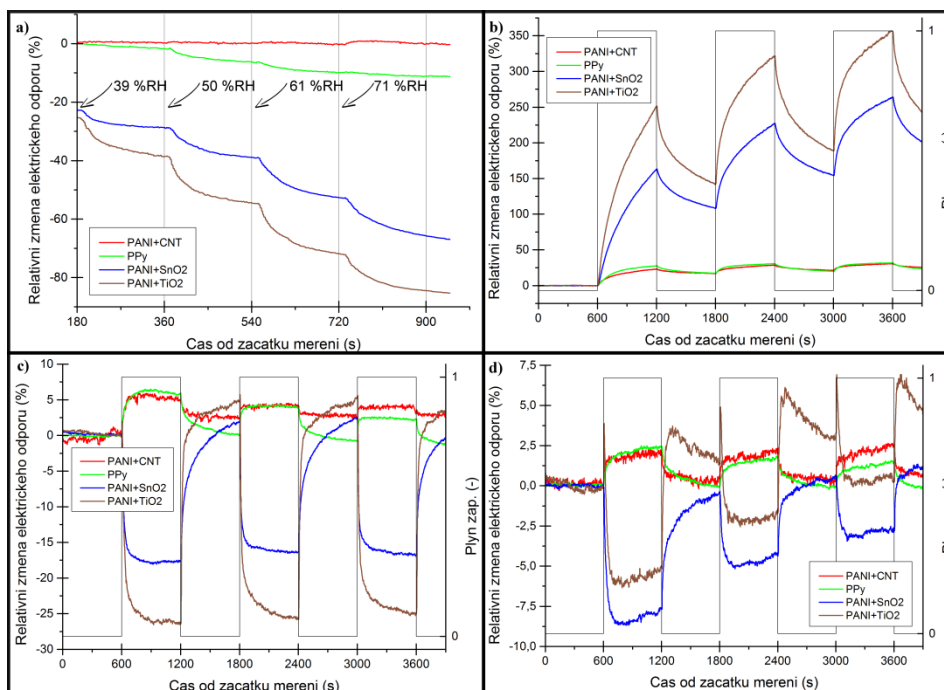 a)
Relativni zmena elektrickeho odporu (%)
0
-20
-40
-60
-80
39 %RH
50 %RH
61 %RH
71 %RH
PANI+CNT
PPy
PANI+SnO2
PANI+TiO2
180
360
540
720
900
Cas od zacatku mereni (s)
b)
Relativni zmena elektrickeho odporu (%)
350
300
250
200
150
100
50
0
PANI+CNT
PPy
PANI+SnO2
PANI+TiO2
1
0
0
600
1200
1800
2400
3000
3600
Cas od zacatku mereni (s)
c)
Relativni zmena elektrickeho odporu (%)
10
5
0
-5
-10
-15
-20
-25
-30
PANI+CNT
PPy
PANI+SnO2
PANI+TiO2
1
Plyn zap. (-)
0
0
600
1200
1800
2400
3000
3600
Cas od zacatku mereni (s)
d)
Relativni zmena elektrickeho odporu (%)
7,5
5,0
2,5
0,0
-2,5
-5,0
-7,5
-10,0
PANI+CNT
PPy
PANI+SnO2
PANI+TiO2
1
0
0
600
1200
1800
2400
3000
3600
Cas od zacatku mereni (s)